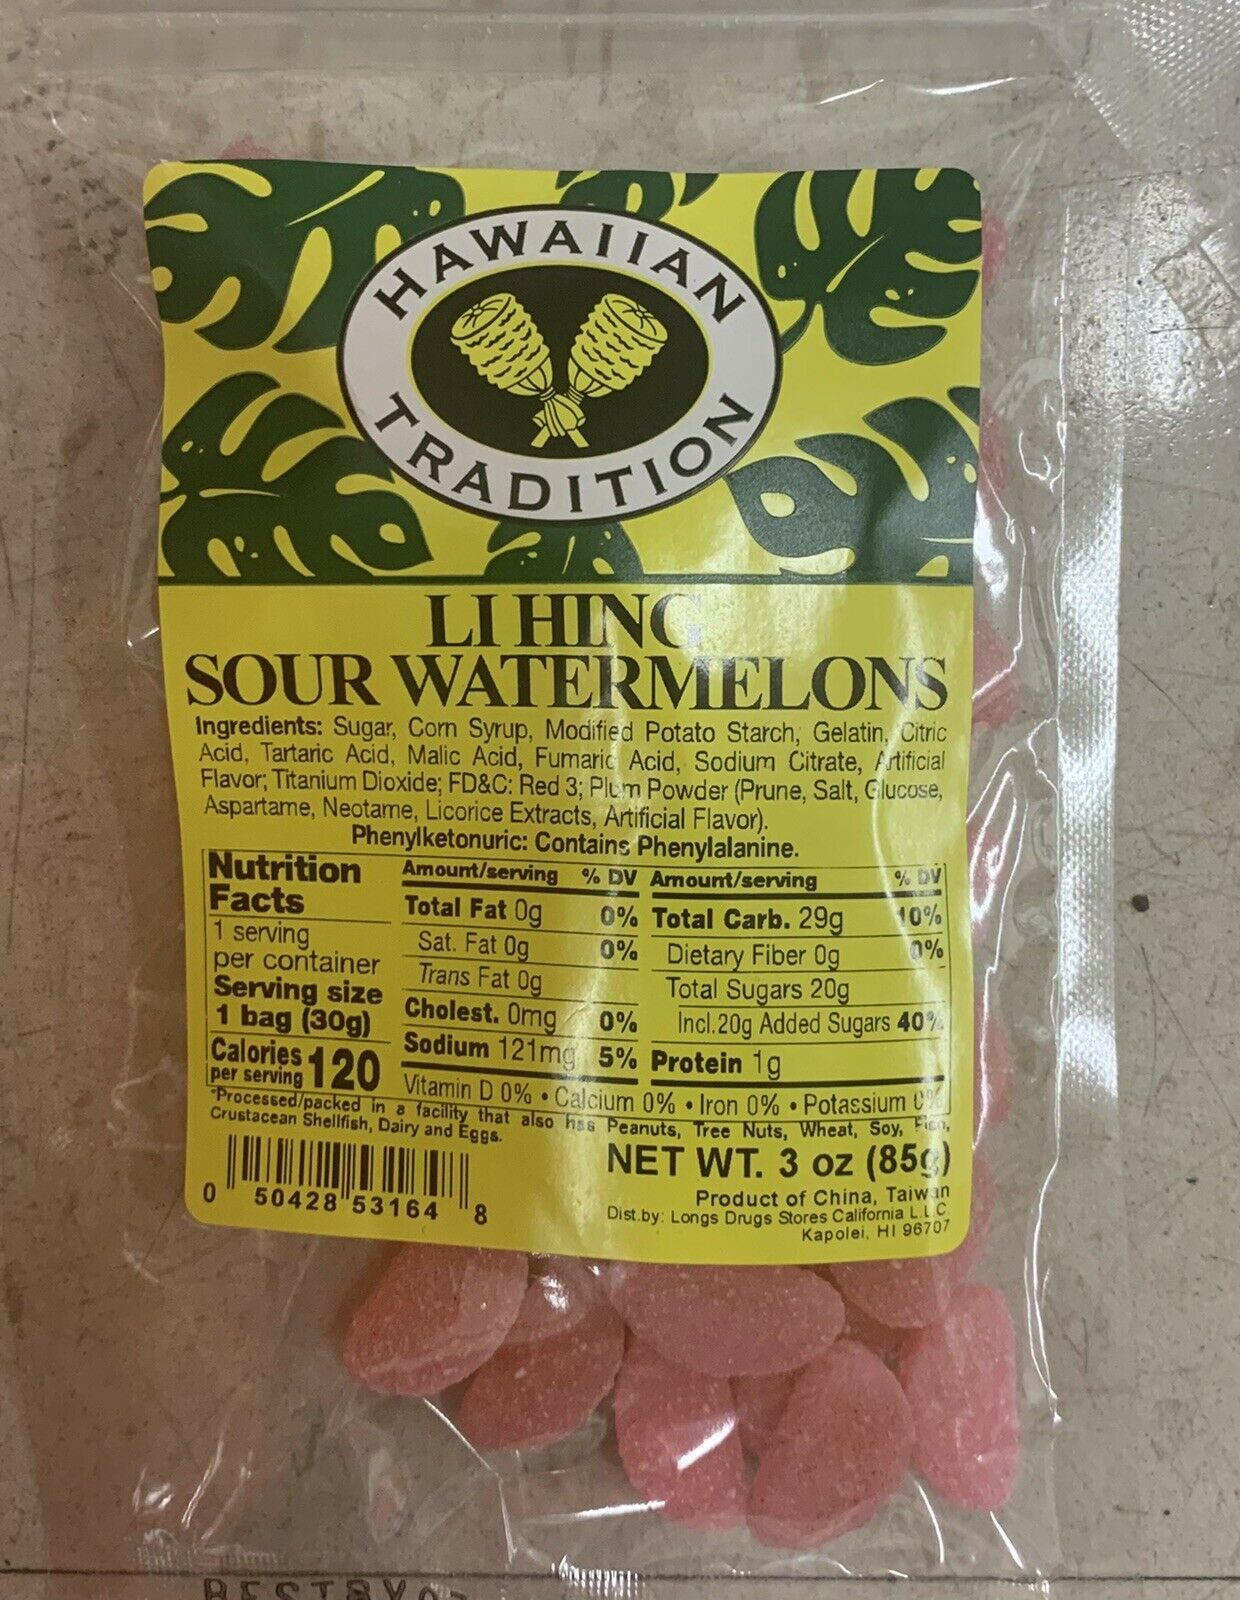 HAWAIIAN
TRADITION
LI HING
SOUR WATERMELONS
Ingredients: Sugar, Corn Syrup, Modified Potato Starch, Gelatin, Citric
Acid, Tartaric Acid, Malic Acid, Fumaric Acid, Sodium Citrate, Artificial
Flavor; Titanium Dioxide; FD&C: Red 3; Plum Powder (Prune, Salt, Glucose,
Aspartame, Neotame, Licorice Extracts, Artificial Flavor).
Phenylketonuric: Contains Phenylalanine.
Nutrition
Facts
1 serving
per container
Serving size
1 bag (30g)
Calories
per serving 120
Amount/serving % DV
Total Fat 0g 0%
Sat. Fat 0g 0%
Trans Fat 0g
Cholest. 0mg 0%
Sodium 121mg 5%
Amount/serving % DV
Total Carb. 29g 10%
Dietary Fiber 0g 0%
Total Sugars 20g
Incl.20g Added Sugars 40%
Protein 1g
Vitamin D 0% • Calcium 0% • Iron 0% • Potassium 0%
*Processed/packed in a facility that also has Peanuts, Tree Nuts, Wheat, Soy, Fish,
Crustacean Shellfish, Dairy and Eggs.
0 50428 53164 8
NET WT. 3 oz (85g)
Product of China, Taiwan
Dist.by: Longs Drugs Stores California L.L.C
Kapolei, HI 96707
BEST BY